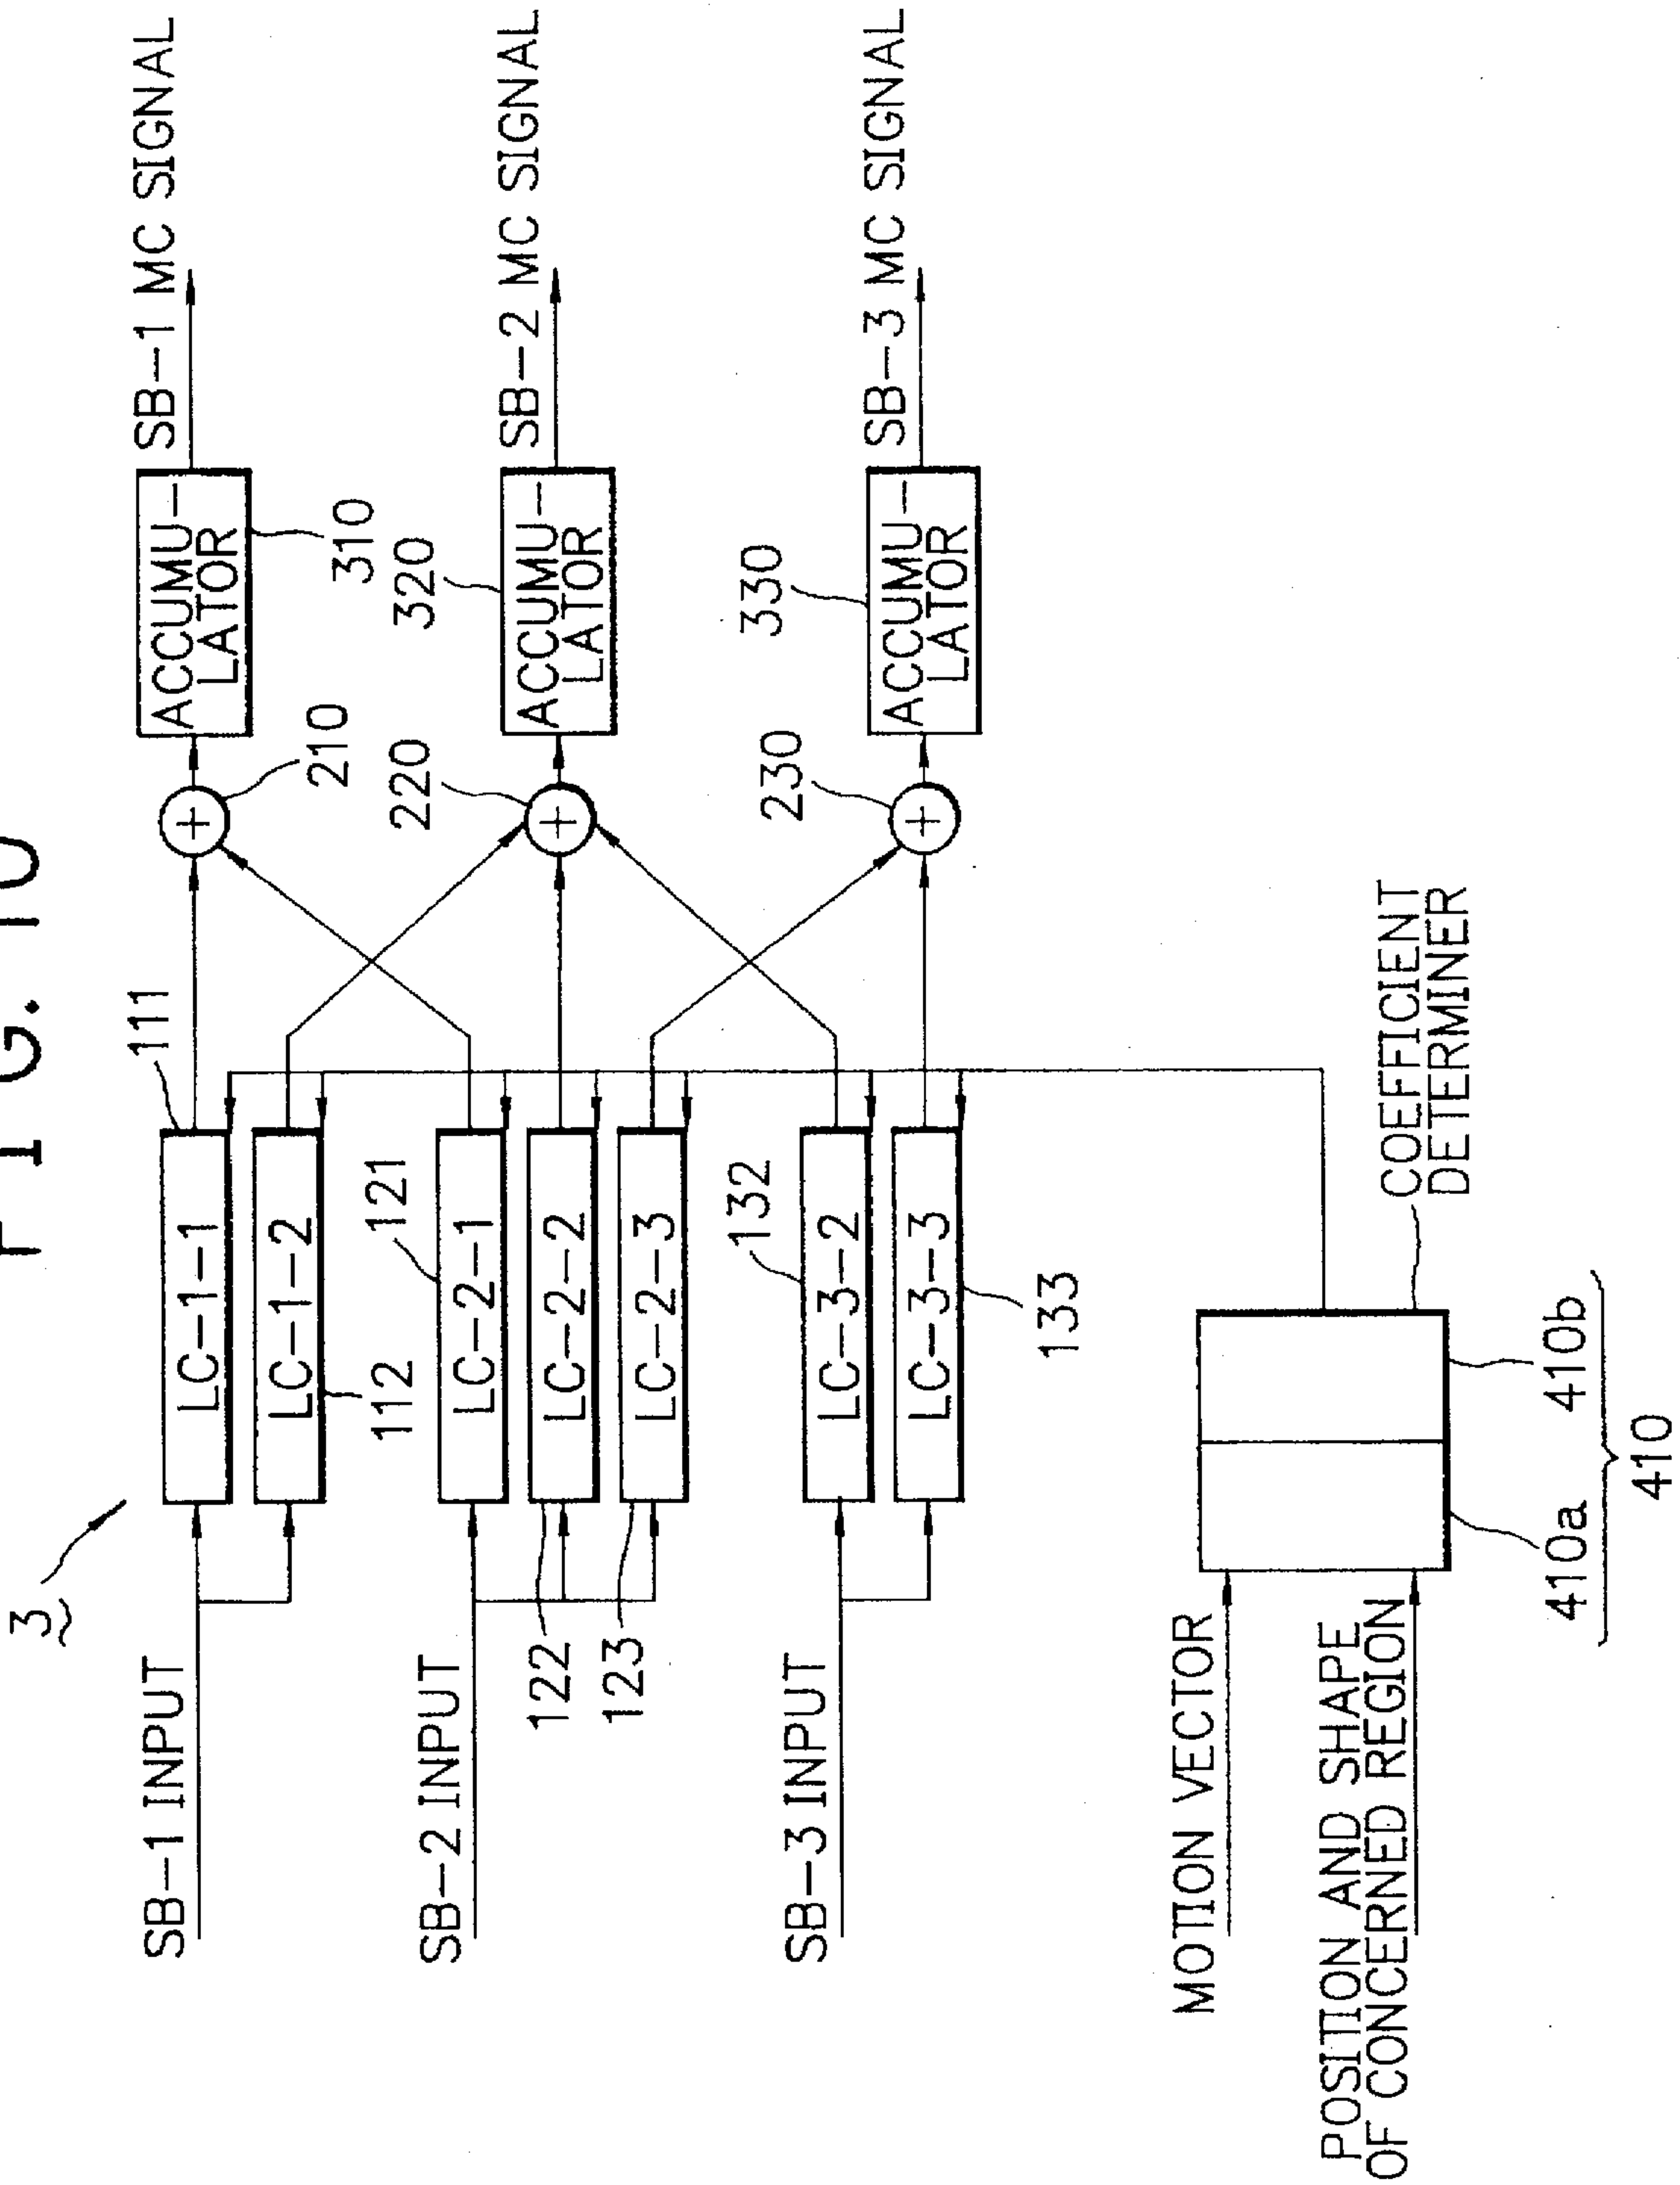 FIG. 10
3
SB-1 INPUT
LC-1-1
111
LC-1-2
112
210
ACCUMU-
LATOR
310
SB-1 MC SIGNAL
SB-2 INPUT
LC-2-1
121
LC-2-2
122
LC-2-3
123
220
ACCUMU-
LATOR
320
SB-2 MC SIGNAL
SB-3 INPUT
LC-3-2
132
LC-3-3
133
230
ACCUMU-
LATOR
330
SB-3 MC SIGNAL
MOTION VECTOR
POSITION AND SHAPE
OF CONCERNED REGION
COEFFICIENT
DETERMINER
410a
410b
410